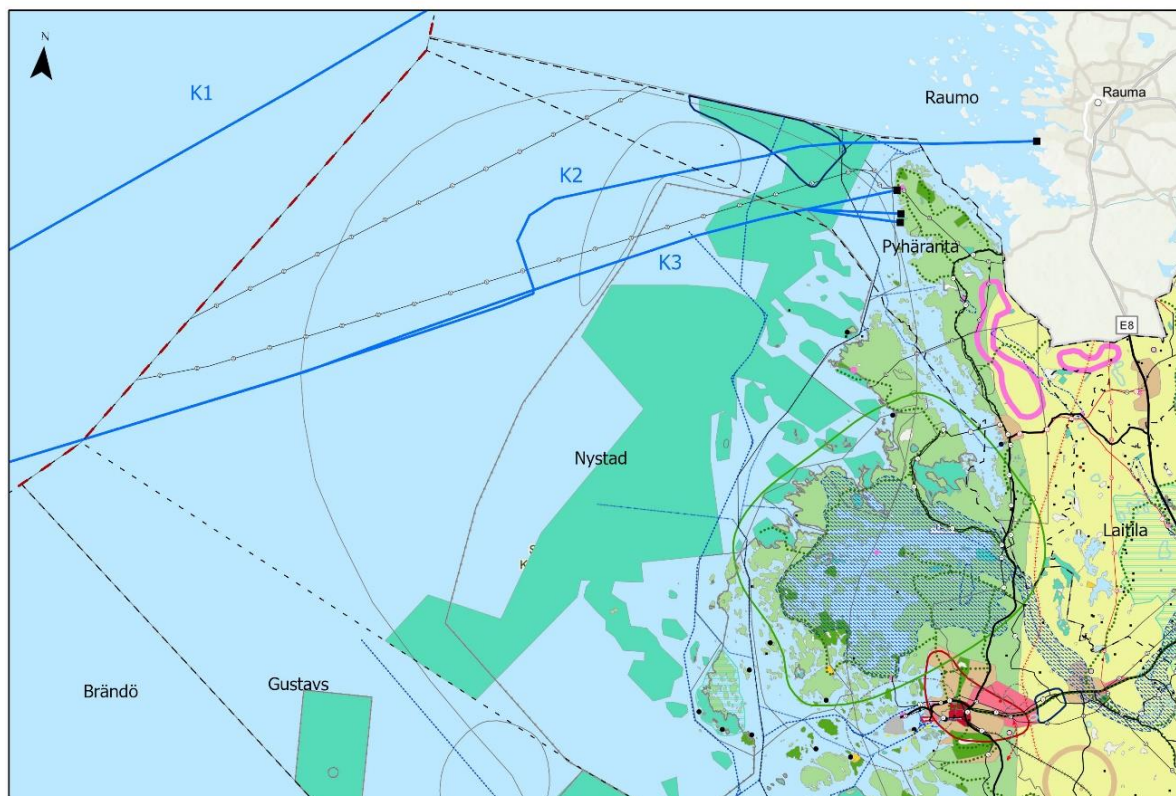 N
K1
Raumo
Rauma
K2
K3
Pyhäranta
E8
Nystad
Laitila
S
K
Brändö
Gustavs